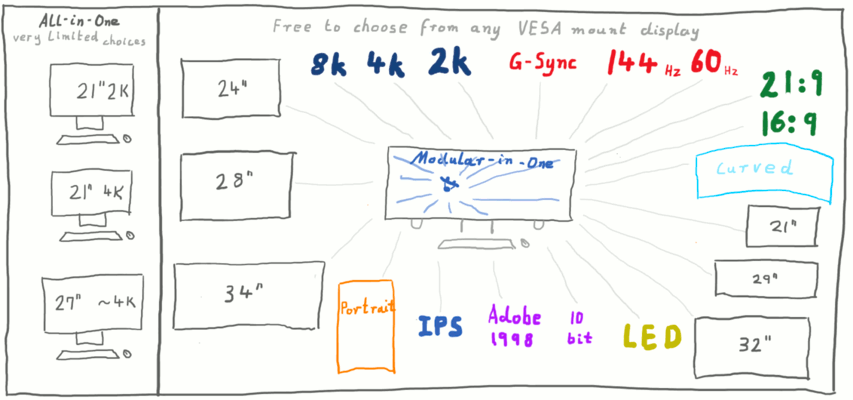 ALL-in-One
very Limited choices
21" 2K
21" 4K
27" ~4K
Free to choose from any VESA mount display
8k 4k 2k G-Sync 144 Hz 60 Hz
21:9
16:9
24"
28"
34"
Modular-in-One
Curved
21"
29"
32"
Portrait
IPS
Adobe
1998
10
bit
LED